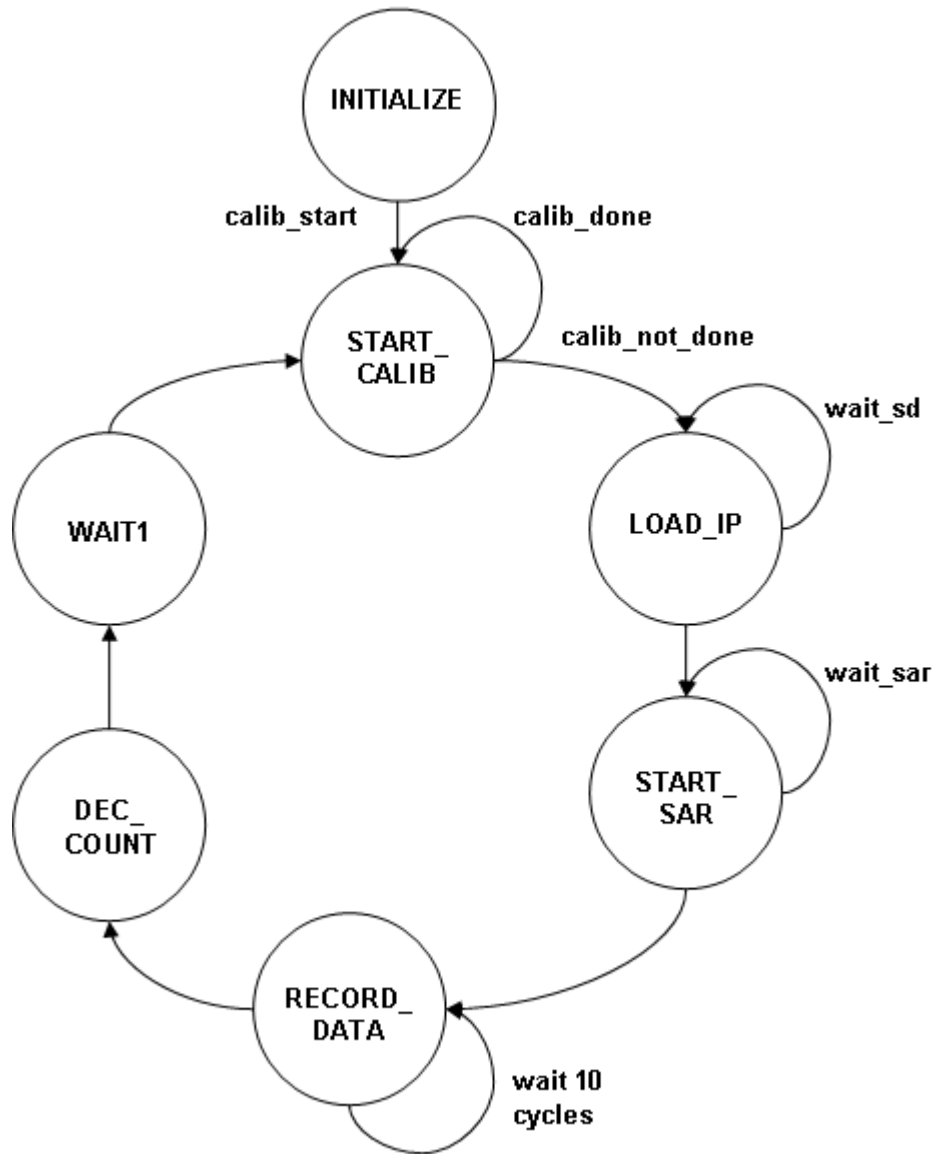 INITIALIZE
calib_start
calib_done
START_
CALIB
calib_not_done
wait_sd
LOAD_IP
WAIT1
wait_sar
START_
SAR
DEC_
COUNT
RECORD_
DATA
wait 10
cycles